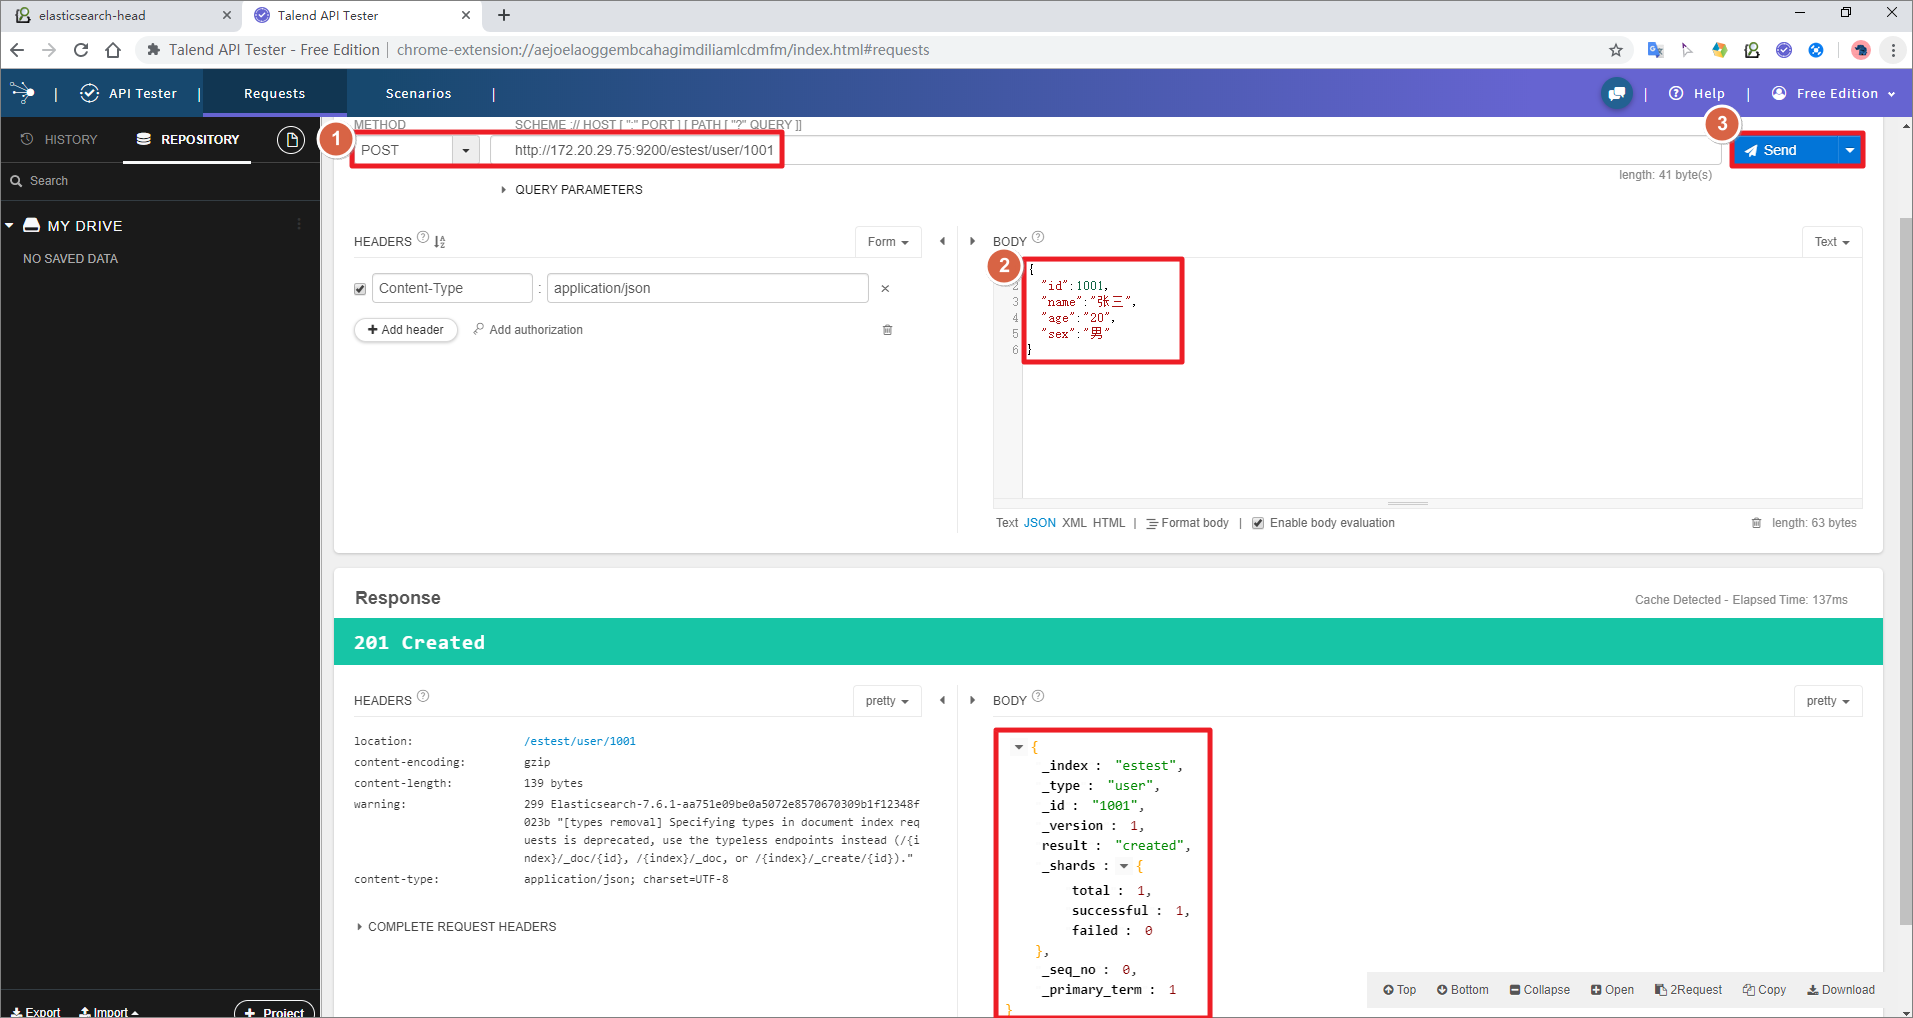 elasticsearch-head
Talend API Tester
Talend API Tester - Free Edition | chrome-extension://aejoelaoggembcahagimdiliamlcdmfm/index.html#requests
| API Tester | Requests Scenarios | | Help | Free Edition
HISTORY REPOSITORY
METHOD SCHEME :// HOST [ ":" PORT ] [ PATH [ "?" QUERY ]]
1 POST http://172.20.29.75:9200/estest/user/1001 3 Send
length: 41 byte(s)
Search
QUERY PARAMETERS
MY DRIVE
NO SAVED DATA
HEADERS Form
BODY Text
2
Content-Type : application/json
Add header Add authorization
{
2 "id":1001,
3 "name":"张三",
4 "age":"20",
5 "sex":"男"
6 }
Text JSON XML HTML | Format body | Enable body evaluation length: 63 bytes
Response
Cache Detected - Elapsed Time: 137ms
201 Created
HEADERS pretty
location: /estest/user/1001
content-encoding: gzip
content-length: 139 bytes
warning: 299 Elasticsearch-7.6.1-aa751e09be0a5072e8570670309b1f12348f
023b "[types removal] Specifying types in document index req
uests is deprecated, use the typeless endpoints instead (/{i
ndex}/_doc/{id}, /{index}/_doc, or /{index}/_create/{id})."
content-type: application/json; charset=UTF-8
COMPLETE REQUEST HEADERS
BODY pretty
{
_index : "estest",
_type : "user",
_id : "1001",
_version : 1,
result : "created",
_shards : {
total : 1,
successful : 1,
failed : 0
},
_seq_no : 0,
_primary_term : 1
}
Top Bottom Collapse Open 2Request Copy Download
Export Import Project